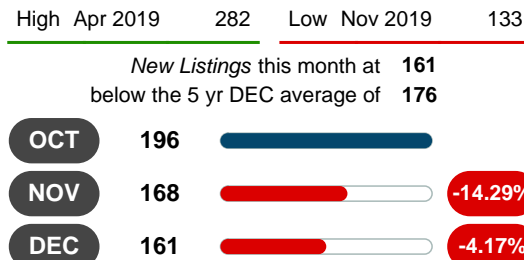 High Apr 2019 282 Low Nov 2019 133
New Listings this month at 161
below the 5 yr DEC average of 176
OCT 196
NOV 168 -14.29%
DEC 161 -4.17%